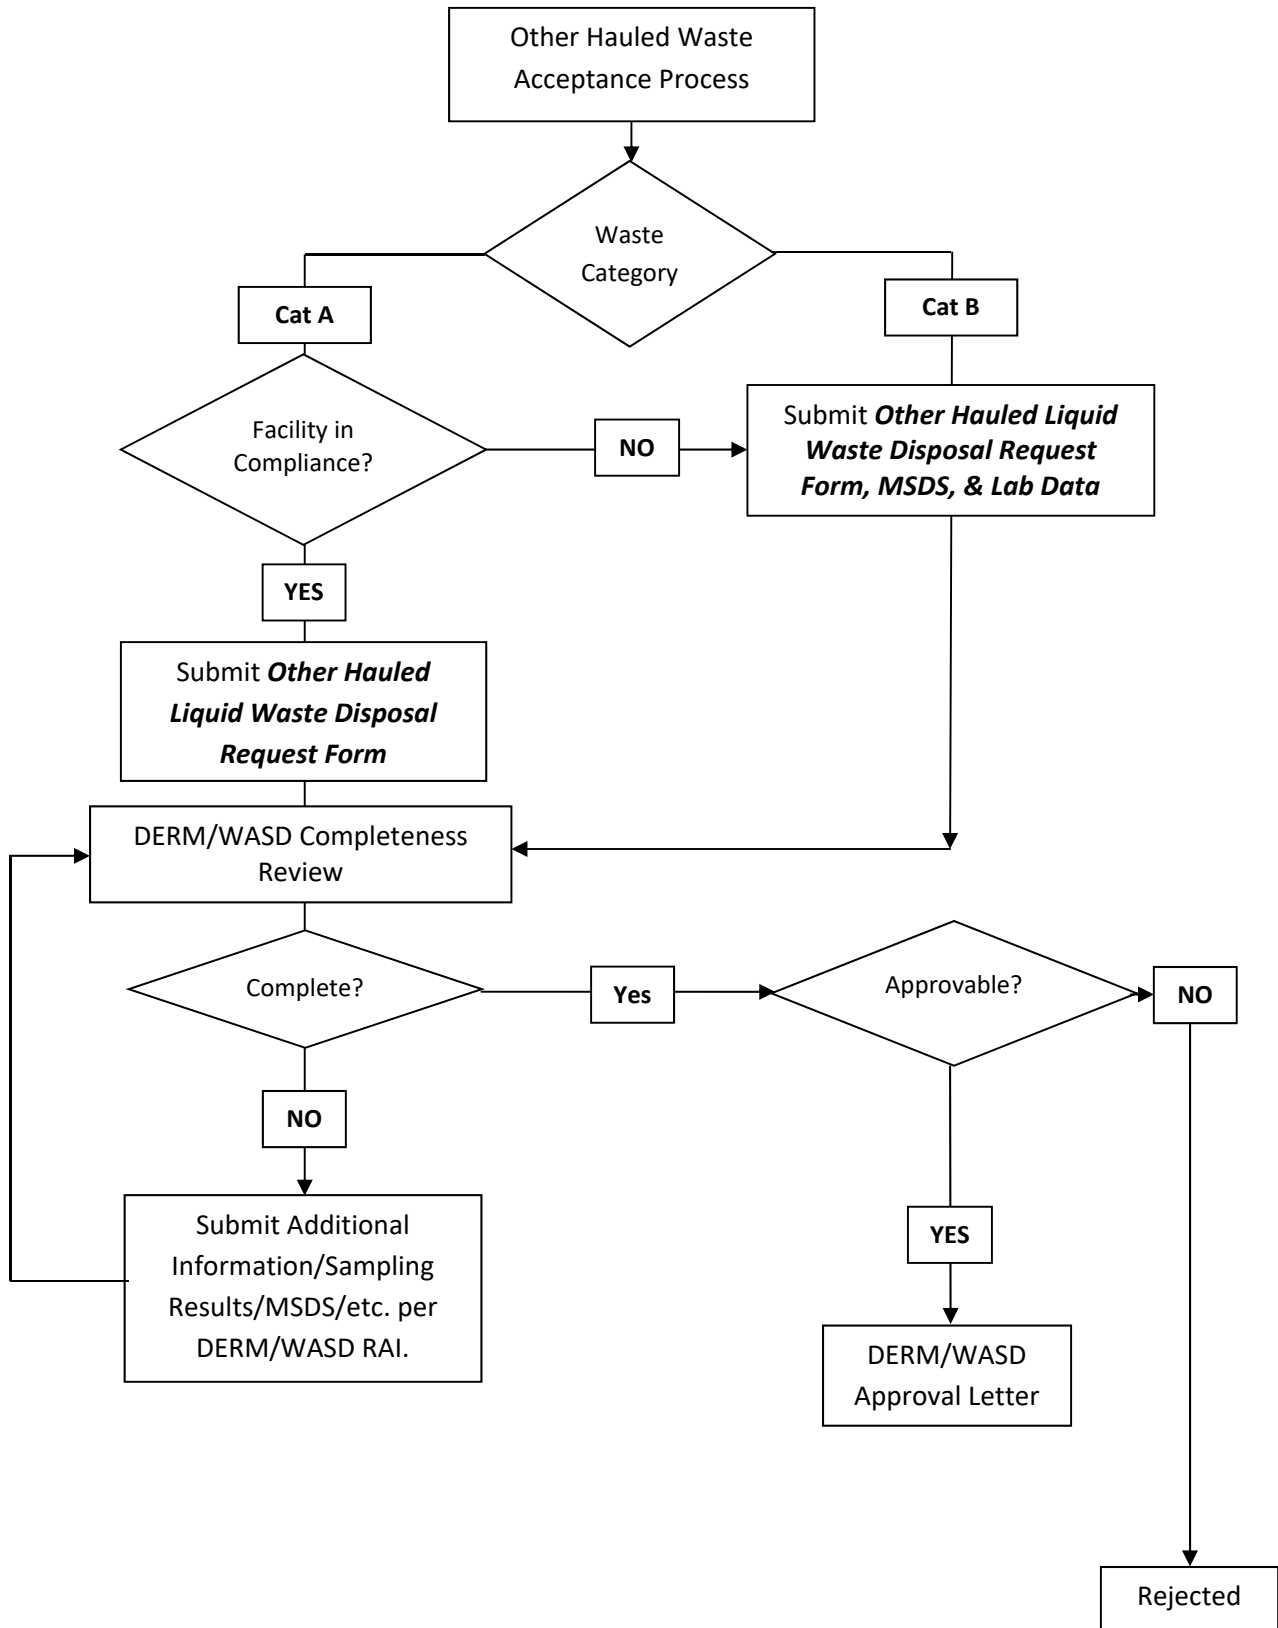 Other Hauled Waste
Acceptance Process
Waste
Category
Cat A
Cat B
Facility in
Compliance?
NO
Submit Other Hauled Liquid
Waste Disposal Request
Form, MSDS, & Lab Data
YES
Submit Other Hauled
Liquid Waste Disposal
Request Form
DERM/WASD Completeness
Review
Complete?
Yes
Approvable?
NO
NO
Submit Additional
Information/Sampling
Results/MSDS/etc. per
DERM/WASD RAI.
YES
DERM/WASD
Approval Letter
Rejected